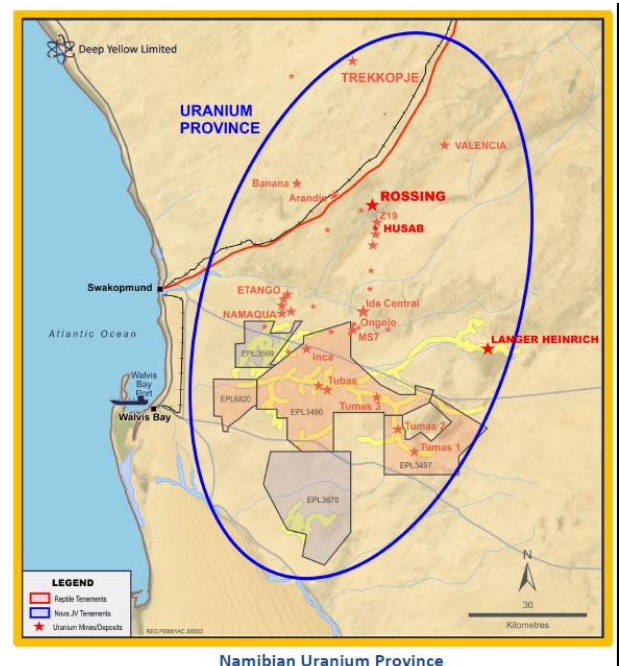 Deep Yellow Limited
TREKKOPJE
URANIUM
PROVINCE
VALENCIA
Banana
Arandis
ROSSING
Z19
HUSAB
Swakopmund
ETANGO
NAMAQUA
Ida Central
Ongolo
MS7
LANGER HEINRICH
Atlantic Ocean
EPL3669
Inca
Walvis
Bay
Port
Walvis Bay
EPL6820
Tubas
EPL3496
Tumas 3
Tumas 2
Tumas 1
EPL3497
EPL3670
N
30
Kilometres
LEGEND
Reptile Tenements
Nova JV Tenements
Uranium Mines/Deposits
Namibian Uranium Province